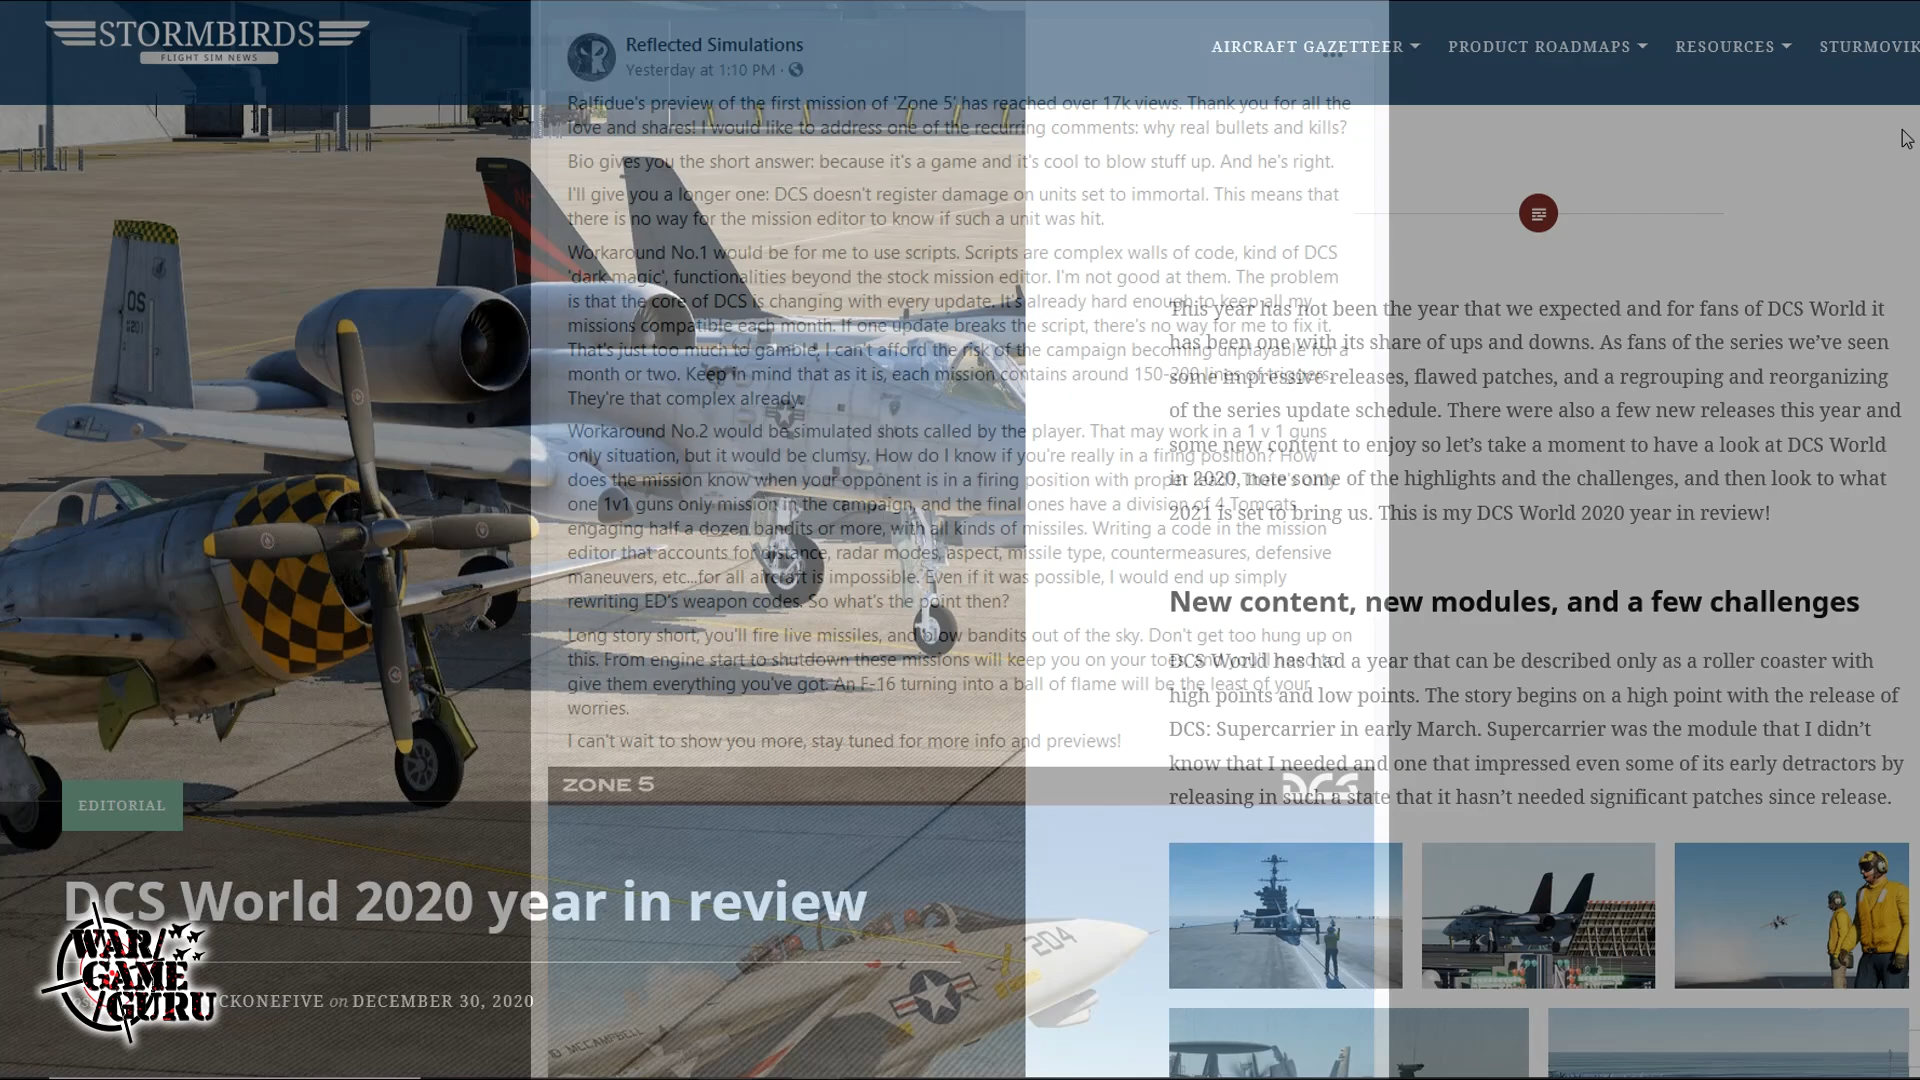 STORMBIRDS
FLIGHT SIM NEWS
AIRCRAFT GAZETTEER
PRODUCT ROADMAPS
RESOURCES
STURMOVIK
Reflected Simulations
Yesterday at 1:10 PM ·
Ralfidue's preview of the first mission of 'Zone 5' has reached over 17k views. Thank you for all the
love and shares! I would like to address one of the recurring comments: why real bullets and kills?
Bio gives you the short answer: because it's a game and it's cool to blow stuff up. And he's right.
I'll give you a longer one: DCS doesn't register damage on units set to immortal. This means that
there is no way for the mission editor to know if such a unit was hit.
Workaround No.1 would be for me to use scripts. Scripts are complex walls of code, kind of DCS
'dark magic', functionalities beyond the stock mission editor. I'm not good at them. The problem
is that the core of DCS is changing with every update. It's already hard enough to keep all my
missions compatible each month. If one update breaks the script, there's no way for me to fix it.
That's just too much to gamble, I can't afford the risk of the campaign becoming unplayable for a
month or two. Keep in mind that as it is, each mission contains around 150-200 lines of triggers.
They're that complex already.
Workaround No.2 would be simulated shots called by the player. That may work in a 1 v 1 guns
only situation, but it would be clumsy. How do I know if you're really in a firing position? How
does the mission know when your opponent is in a firing position with proper lead? There's only
one 1v1 guns only mission in the campaign, and the final ones have a division of 4 Tomcats
engaging half a dozen bandits or more, with all kinds of missiles. Writing a code in the mission
editor that accounts for distance, radar modes, aspect, missile type, countermeasures, defensive
maneuvers, etc...for all aircraft is impossible. Even if it was possible, I would end up simply
rewriting ED's weapon codes. So what's the point then?
Long story short, you'll fire live missiles, and blow bandits out of the sky. Don't get too hung up on
this. From engine start to shutdown these missions will keep you on your toes, and you'll need to
give them everything you've got. An F-16 turning into a ball of flame will be the least of your
worries.
I can't wait to show you more, stay tuned for more info and previews!
ZONE 5
DCS
204
MCCAMPBELL
OS
This year has not been the year that we expected and for fans of DCS World it
has been one with its share of ups and downs. As fans of the series we've seen
some impressive releases, flawed patches, and a regrouping and reorganizing
of the series update schedule. There were also a few new releases this year and
some new content to enjoy so let's take a moment to have a look at DCS World
in 2020, note some of the highlights and the challenges, and then look to what
2021 is set to bring us. This is my DCS World 2020 year in review!
New content, new modules, and a few challenges
DCS World has had a year that can be described only as a roller coaster with
high points and low points. The story begins on a high point with the release of
DCS: Supercarrier in early March. Supercarrier was the module that I didn't
know that I needed and one that impressed even some of its early detractors by
releasing in such a state that it hasn't needed significant patches since release.
EDITORIAL
DCS World 2020 year in review
CKONEFIVE on DECEMBER 30, 2020
WAR/
GAME
/GURU